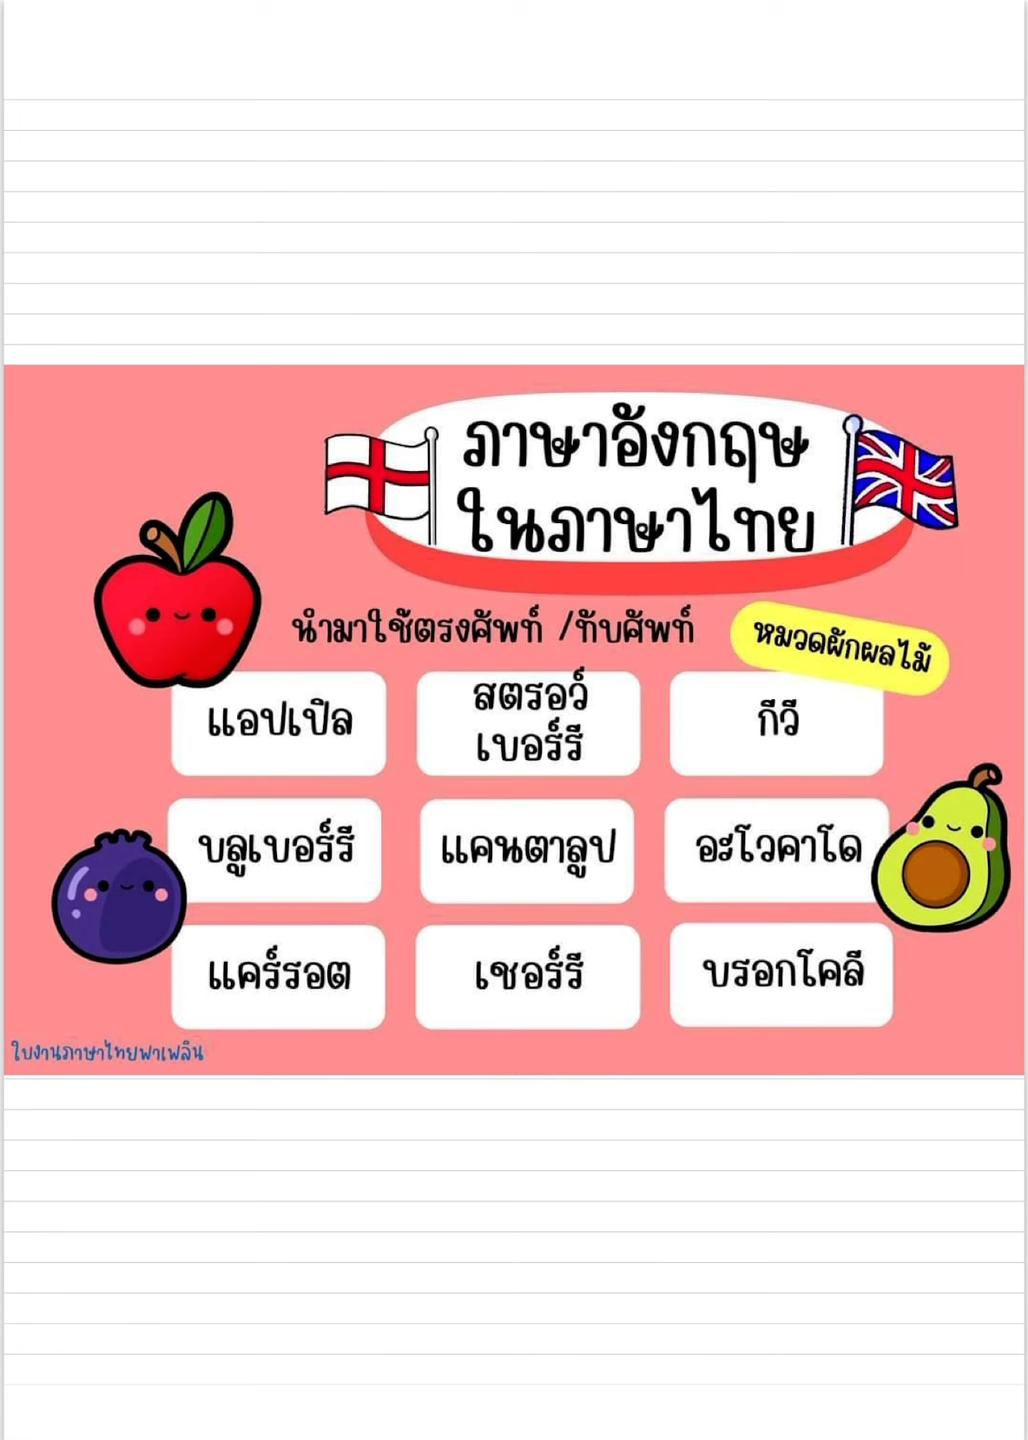 ภาษาอังกฤษ
ในภาษาไทย
นำมาใช้ตรงศัพท์ /ทับศัพท์
หมวดผักผลไม้
แอปเปิล
สตรอว์
เบอร์รี
กีวี
บลูเบอร์รี
แคนตาลูป
อะโวคาโด
แคร์รอต
เชอร์รี
บรอกโคลี
ใบงานภาษาไทยพาเพลิน